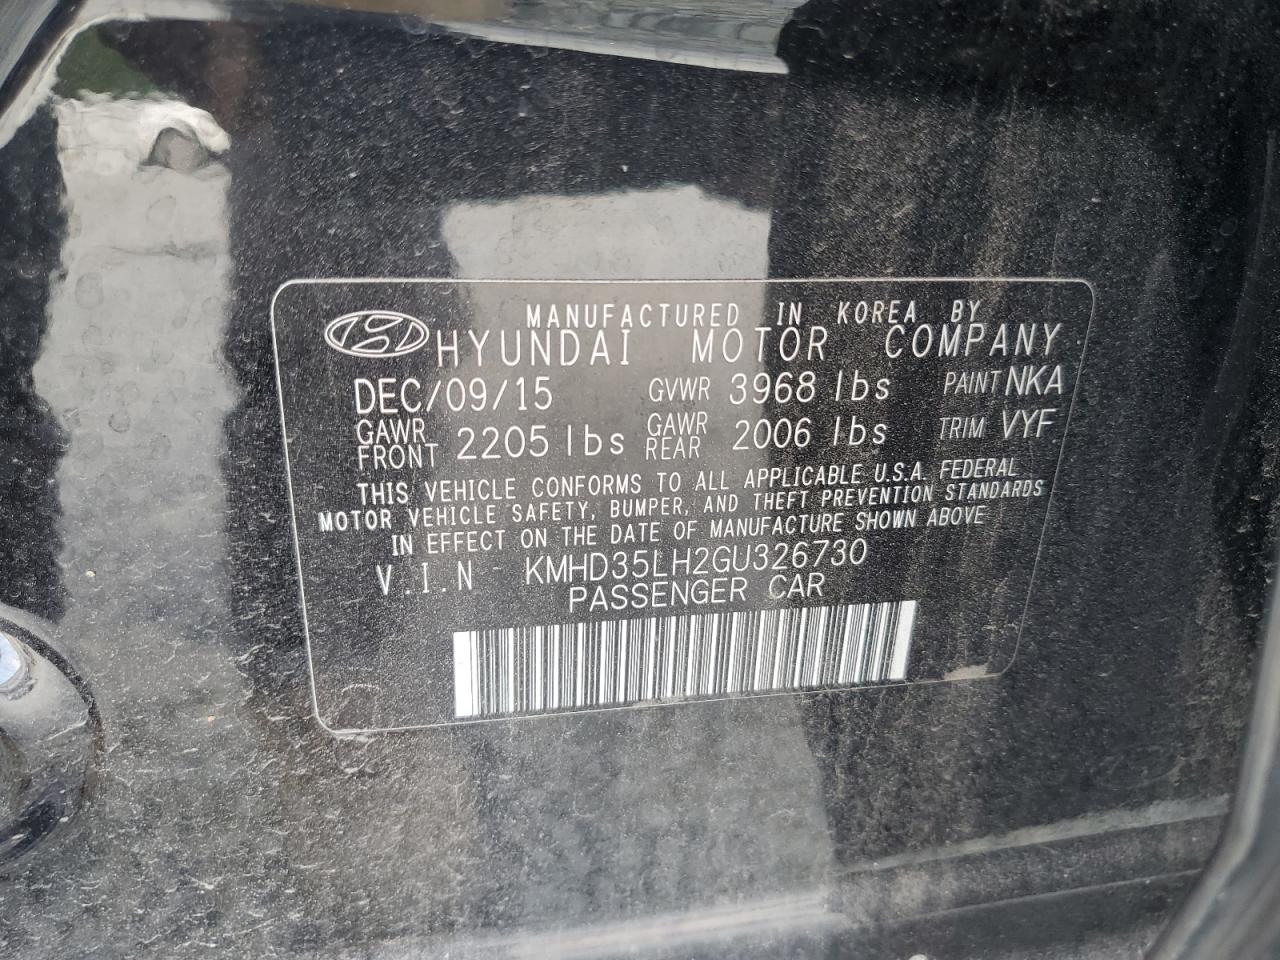 MANUFACTURED IN KOREA BY
HYUNDAI MOTOR COMPANY
DEC/09/15 GVWR 3968 lbs PAINT NKA
GAWR FRONT 2205 lbs GAWR REAR 2006 lbs TRIM VYF
THIS VEHICLE CONFORMS TO ALL APPLICABLE U.S.A. FEDERAL
MOTOR VEHICLE SAFETY, BUMPER, AND THEFT PREVENTION STANDARDS
IN EFFECT ON THE DATE OF MANUFACTURE SHOWN ABOVE
V.I.N KMHD35LH2GU326730
PASSENGER CAR